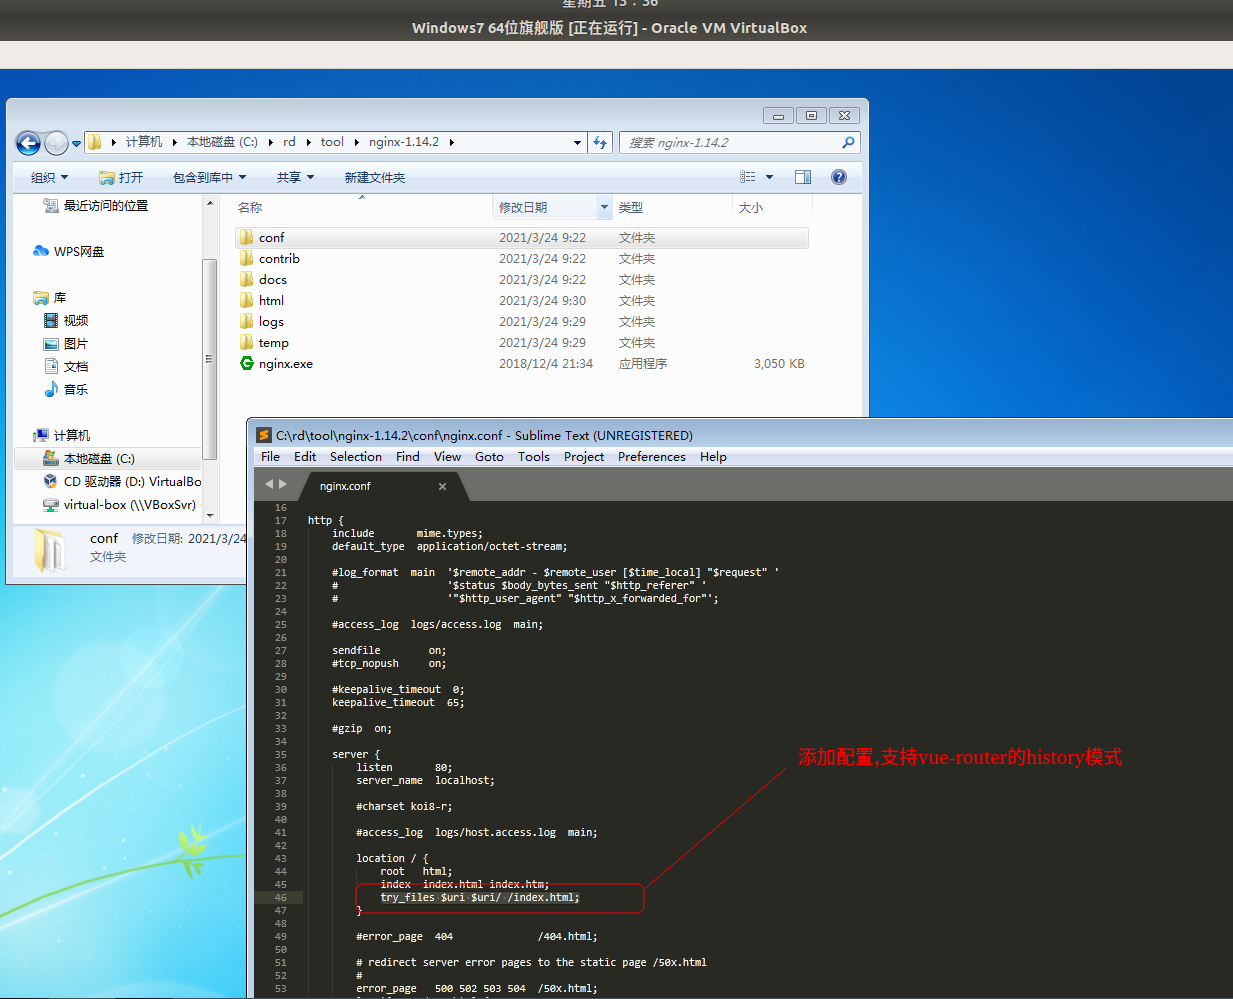 星期五 13：36
Windows7 64位旗舰版 [正在运行] - Oracle VM VirtualBox
计算机 本地磁盘 (C:) rd tool nginx-1.14.2
搜索 nginx-1.14.2
组织 打开 包含到库中 共享 新建文件夹
最近访问的位置
WPS网盘
库
视频
图片
文档
音乐
计算机
本地磁盘 (C:)
CD 驱动器 (D:) VirtualBo
virtual-box (\\VBoxSvr)
名称 修改日期 类型 大小
conf 2021/3/24 9:22 文件夹
contrib 2021/3/24 9:22 文件夹
docs 2021/3/24 9:22 文件夹
html 2021/3/24 9:30 文件夹
logs 2021/3/24 9:29 文件夹
temp 2021/3/24 9:29 文件夹
nginx.exe 2018/12/4 21:34 应用程序 3,050 KB
conf 修改日期: 2021/3/24
文件夹
C:\rd\tool\nginx-1.14.2\conf\nginx.conf - Sublime Text (UNREGISTERED)
File Edit Selection Find View Goto Tools Project Preferences Help
nginx.conf
16
17 http {
18 include mime.types;
19 default_type application/octet-stream;
20
21 #log_format main '$remote_addr - $remote_user [$time_local] "$request" '
22 # '$status $body_bytes_sent "$http_referer" '
23 # '"$http_user_agent" "$http_x_forwarded_for"';
24
25 #access_log logs/access.log main;
26
27 sendfile on;
28 #tcp_nopush on;
29
30 #keepalive_timeout 0;
31 keepalive_timeout 65;
32
33 #gzip on;
34
35 server {
36 listen 80;
37 server_name localhost;
38
39 #charset koi8-r;
40
41 #access_log logs/host.access.log main;
42
43 location / {
44 root html;
45 index index.html index.htm;
46 try_files $uri $uri/ /index.html;
47 }
48
49 #error_page 404 /404.html;
50
51 # redirect server error pages to the static page /50x.html
52 #
53 error_page 500 502 503 504 /50x.html;
添加配置,支持vue-router的history模式